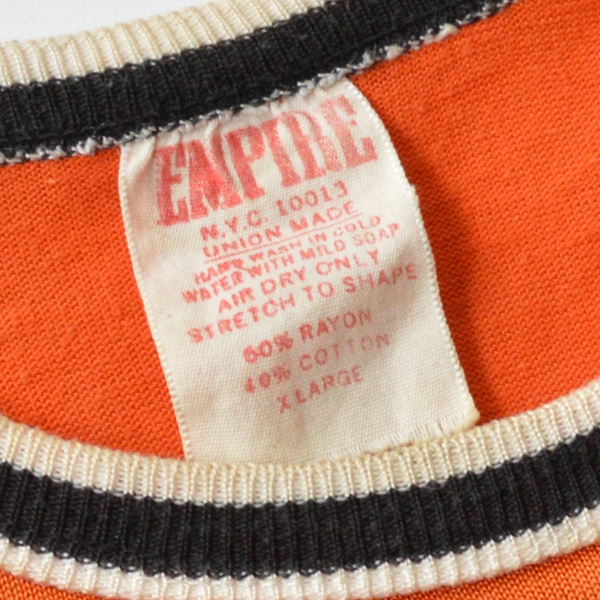 EMPIRE
N.Y.C. 10013
UNION MADE
HAND WASH IN COLD
WATER WITH MILD SOAP
AIR DRY ONLY
STRETCH TO SHAPE
60% RAYON
40% COTTON
X LARGE